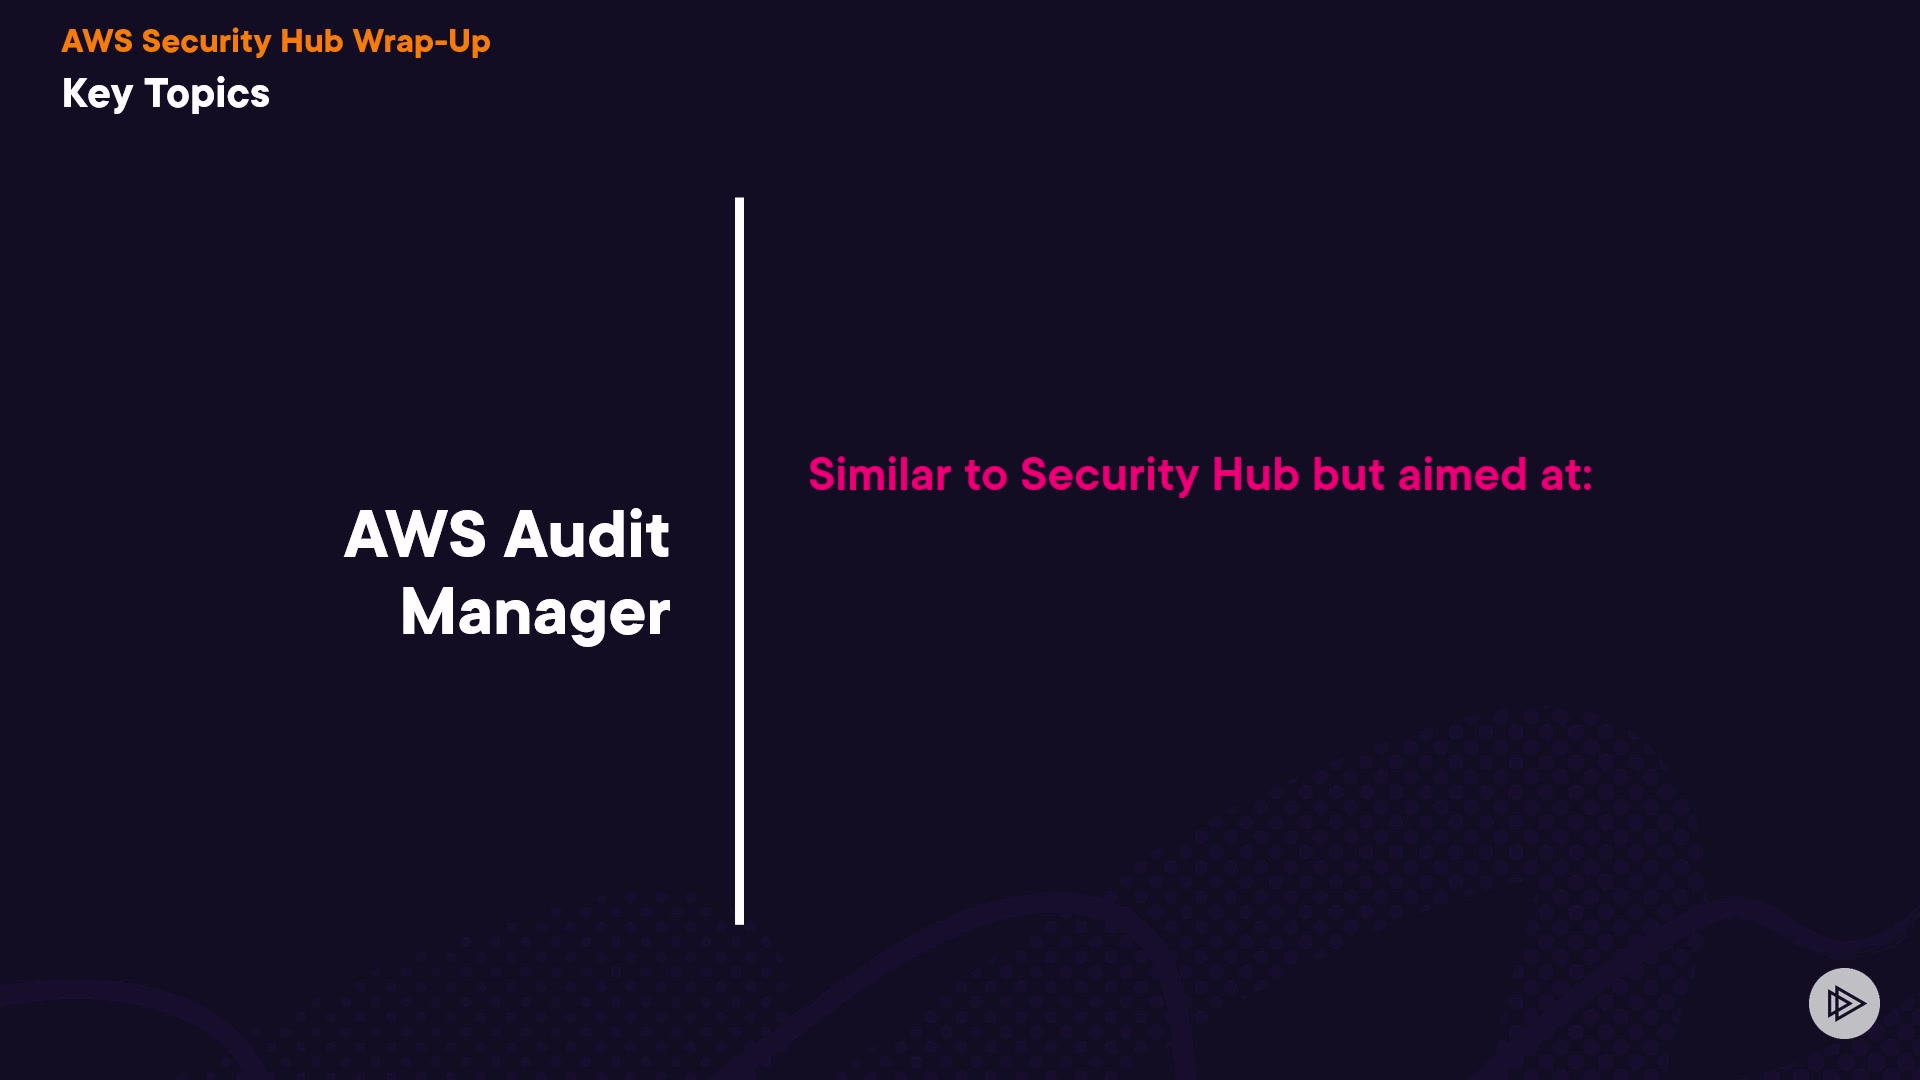 AWS Security Hub Wrap-Up
Key Topics
AWS Audit
Manager
Similar to Security Hub but aimed at: